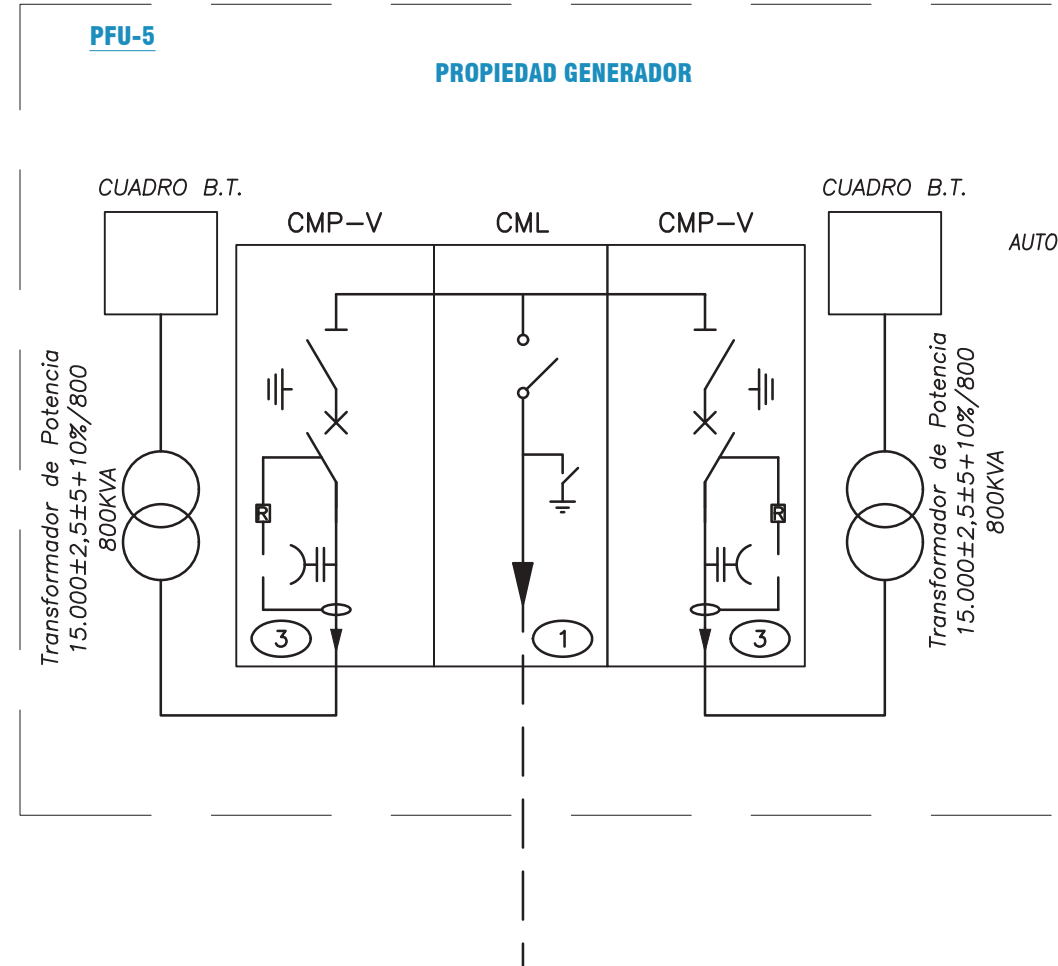 PFU-5
PROPIEDAD GENERADOR
CUADRO B.T.
CUADRO B.T.
CMP-V
CML
CMP-V
AUTO
Transformador de Potencia
15.000±2,5±5+10%/800
800KVA
Transformador de Potencia
15.000±2,5±5+10%/800
800KVA
R
R
3
1
3